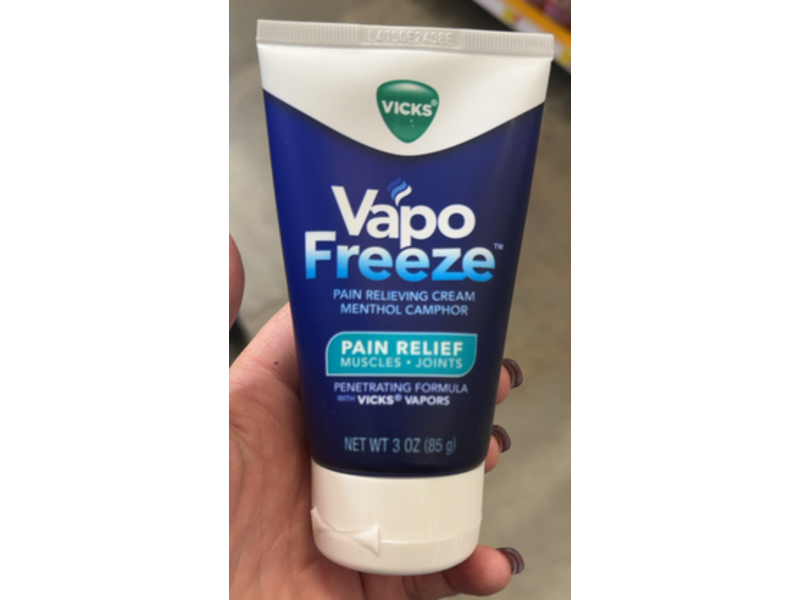 VICKS®
Vapo
Freeze™
PAIN RELIEVING CREAM
MENTHOL CAMPHOR
PAIN RELIEF
MUSCLES • JOINTS
PENETRATING FORMULA
WITH VICKS® VAPORS
NET WT 3 OZ (85 g)